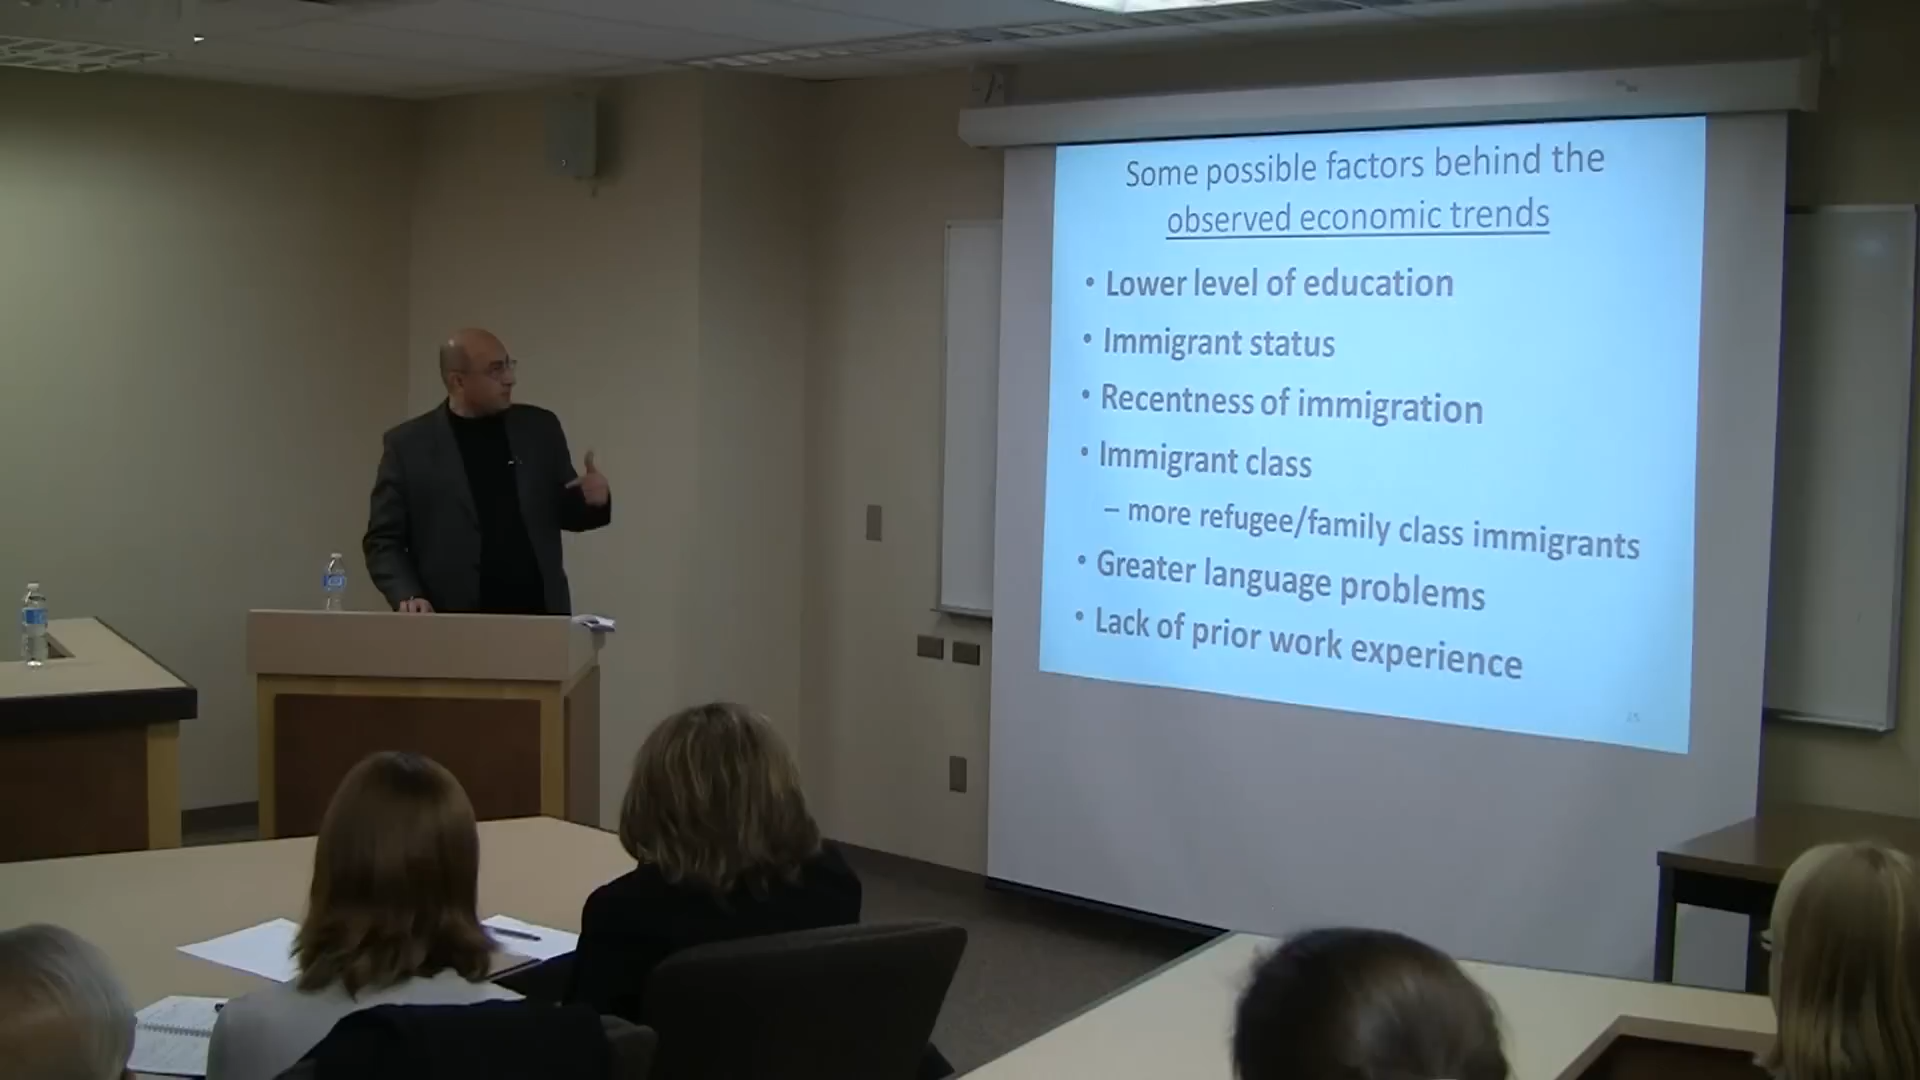 Some possible factors behind the
observed economic trends
• Lower level of education
• Immigrant status
• Recentness of immigration
• Immigrant class
– more refugee/family class immigrants
• Greater language problems
• Lack of prior work experience